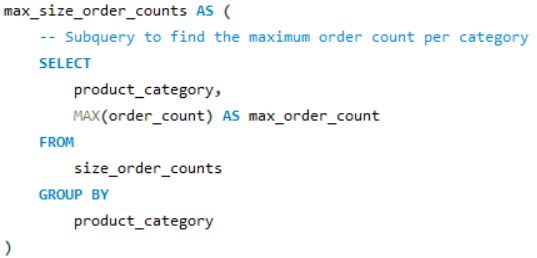 max_size_order_counts AS (
    -- Subquery to find the maximum order count per category
    SELECT
        product_category,
        MAX(order_count) AS max_order_count
    FROM
        size_order_counts
    GROUP BY
        product_category
)